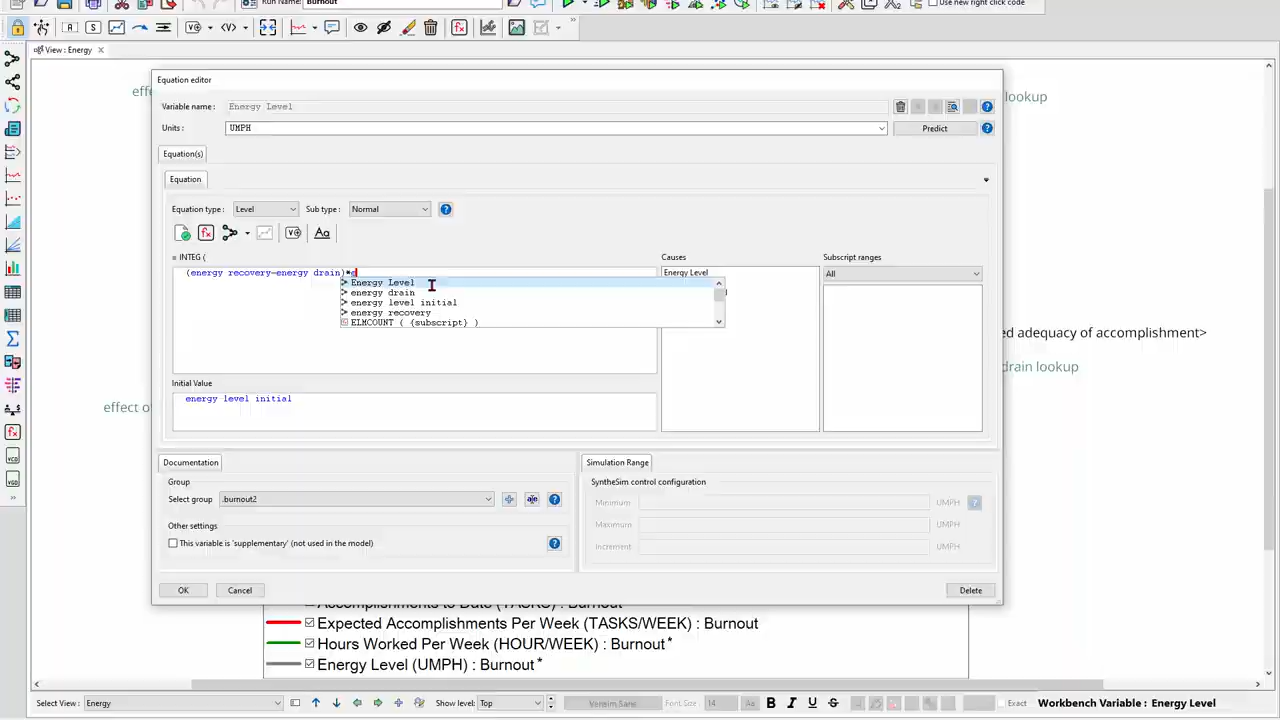 Run Name: Burnout
Use new right click code
View : Energy
Equation editor
effe
lookup
Variable name :
Energy Level
Units :
UMPH
Predict
Equation(s)
Equation
Equation type :
Level
Sub type :
Normal
= INTEG (
Causes
Subscript ranges
(energy recovery-energy drain)*e
Energy Level
All
Energy Level
energy drain
energy level initial
energy recovery
ELMCOUNT ( {subscript} )
ed adequacy of accomplishment>
drain lookup
Initial Value
energy level initial
effect of
Documentation
Simulation Range
Group
SyntheSim control configuration
Select group
.burnout2
Minimum
UMPH
Other settings
Maximum
UMPH
This variable is 'supplementary' (not used in the model)
Increment
UMPH
OK
Cancel
Delete
Accomplishments to Date (TASKS) : Burnout
Expected Accomplishments Per Week (TASKS/WEEK) : Burnout
Hours Worked Per Week (HOUR/WEEK) : Burnout*
Energy Level (UMPH) : Burnout*
Select View :
Energy
Show level:
Top
Verdim Sans
Font Size :
14
B I U S
Exact
Workbench Variable : Energy Level